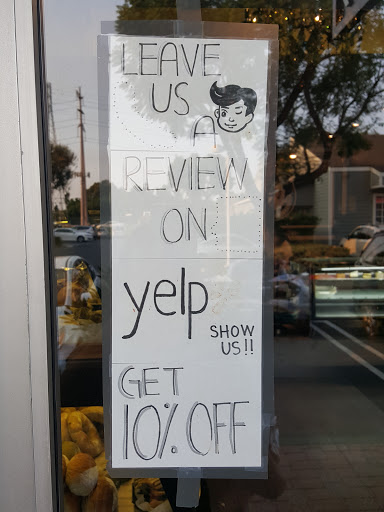 LEAVE
US
A
REVIEW
ON
yelp
SHOW
US!!
GET
10% OFF